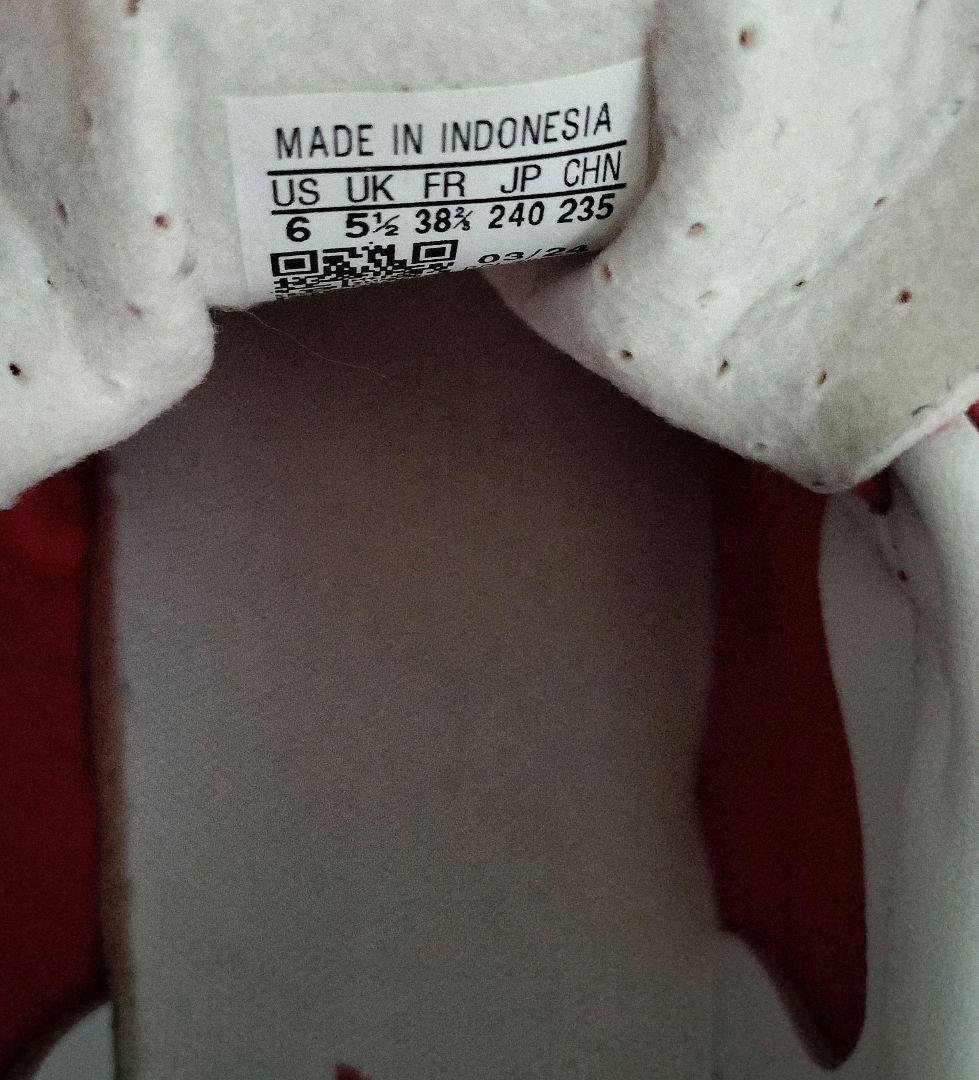 MADE IN INDONESIA
US UK FR JP CHN
6 5½ 38⅔ 240 235
03/24